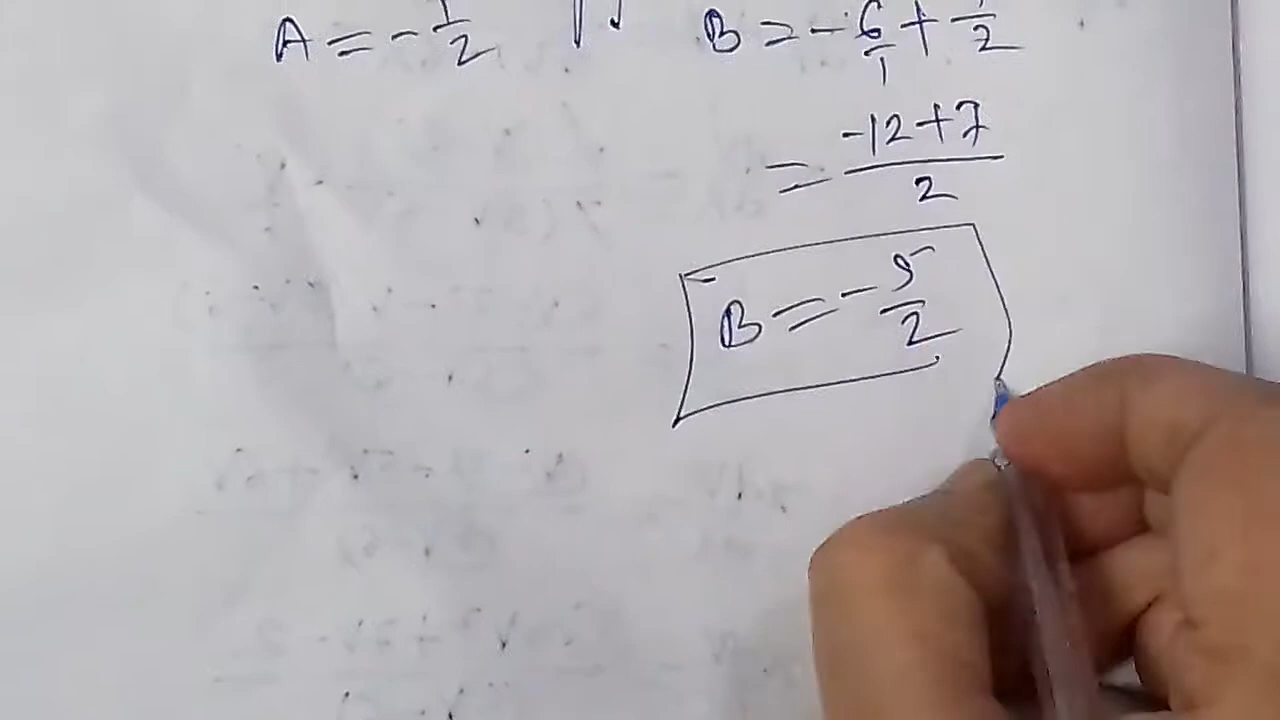 A = - 1/2
B = - 6/1 + 7/2
= -12+7/2
B = - 5/2